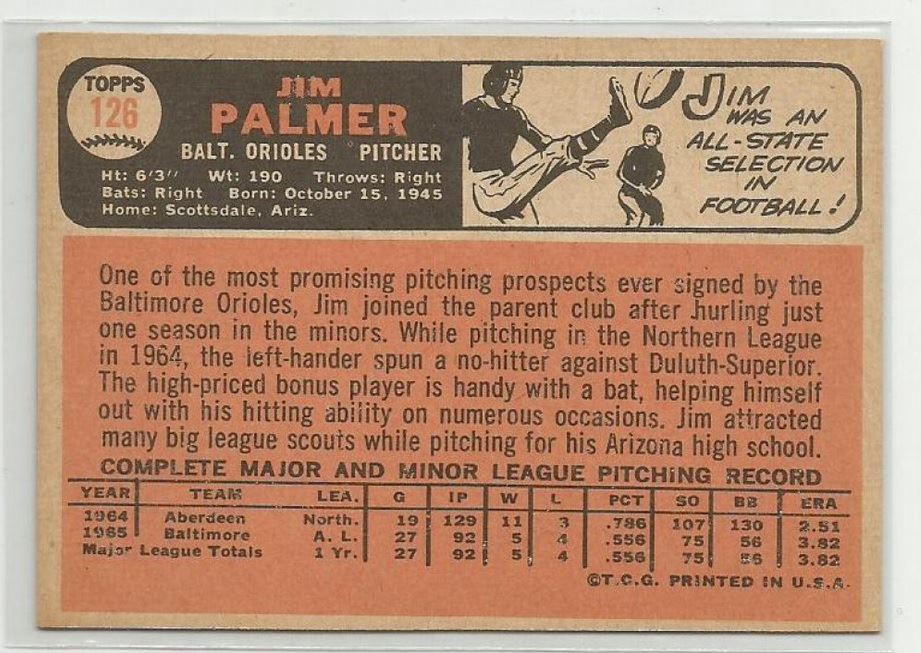 TOPPS
126
JIM
PALMER
BALT. ORIOLES PITCHER
Ht: 6'3" Wt: 190 Throws: Right
Bats: Right Born: October 15, 1945
Home: Scottsdale, Ariz.
JIM
WAS AN
ALL-STATE
SELECTION
IN
FOOTBALL!
One of the most promising pitching prospects ever signed by the
Baltimore Orioles, Jim joined the parent club after hurling just
one season in the minors. While pitching in the Northern League
in 1964, the left-hander spun a no-hitter against Duluth-Superior.
The high-priced bonus player is handy with a bat, helping himself
out with his hitting ability on numerous occasions. Jim attracted
many big league scouts while pitching for his Arizona high school.
COMPLETE MAJOR AND MINOR LEAGUE PITCHING RECORD
YEAR TEAM LEA. G IP W L PCT SO BB ERA
1964 Aberdeen North. 19 129 11 3 .786 107 130 2.51
1965 Baltimore A. L. 27 92 5 4 .556 75 56 3.82
Major League Totals 1 Yr. 27 92 5 4 .556 75 56 3.82
©T.C.G. PRINTED IN U.S.A.